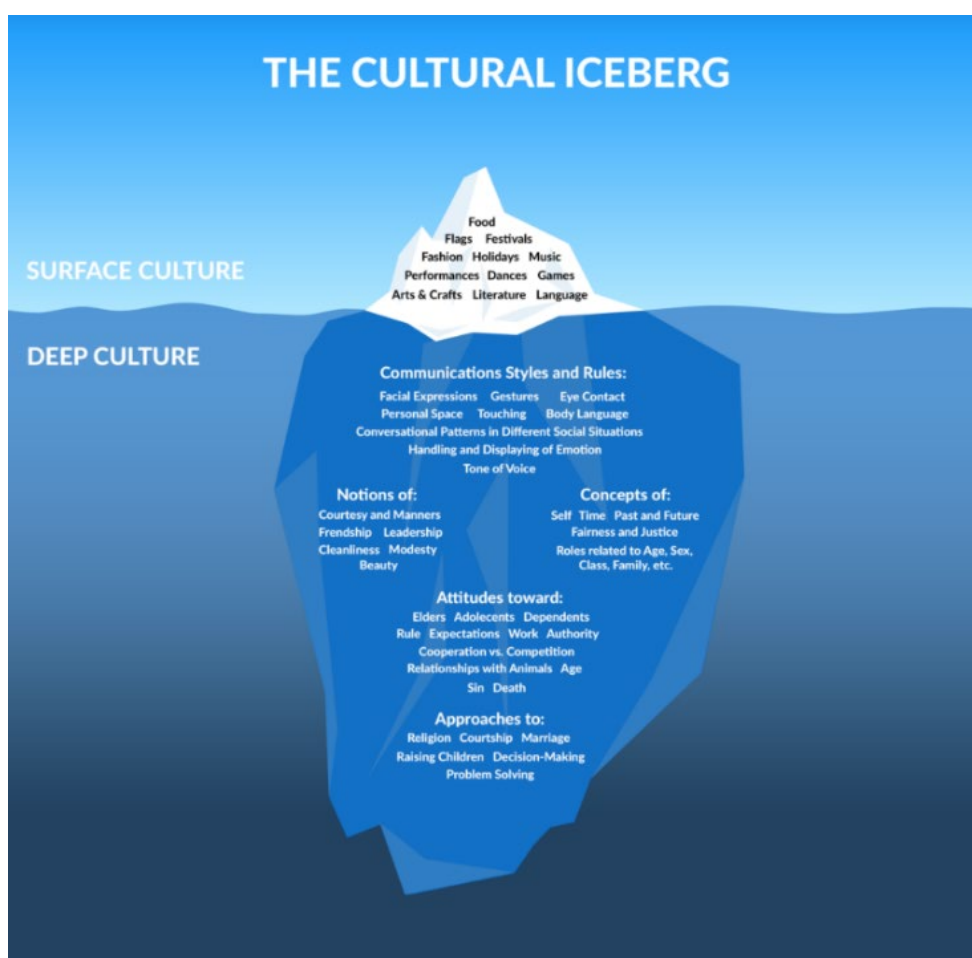 THE CULTURAL ICEBERG
Food
Flags Festivals
Fashion Holidays Music
SURFACE CULTURE
Performances Dances Games
Arts & Crafts Literature Language
DEEP CULTURE
Communications Styles and Rules:
Facial Expressions Gestures Eye Contact
Personal Space Touching Body Language
Conversational Patterns in Different Social Situations
Handling and Displaying of Emotion
Tone of Voice
Notions of:
Courtesy and Manners
Frendship Leadership
Cleanliness Modesty
Beauty
Concepts of:
Self Time Past and Future
Fairness and Justice
Roles related to Age, Sex,
Class, Family, etc.
Attitudes toward:
Elders Adolecents Dependents
Rule Expectations Work Authority
Cooperation vs. Competition
Relationships with Animals Age
Sin Death
Approaches to:
Religion Courtship Marriage
Raising Children Decision-Making
Problem Solving